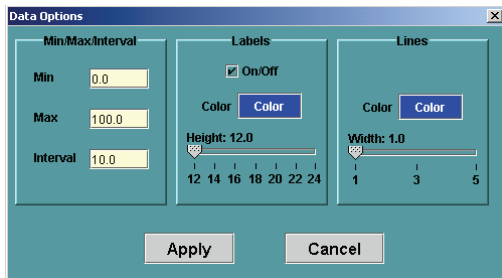 Data Options
Min/Max/Interval
Min 0.0
Max 100.0
Interval 10.0
Labels
On/Off
Color Color
Height: 12.0
12 14 16 18 20 22 24
Lines
Color Color
Width: 1.0
1 3 5
Apply Cancel